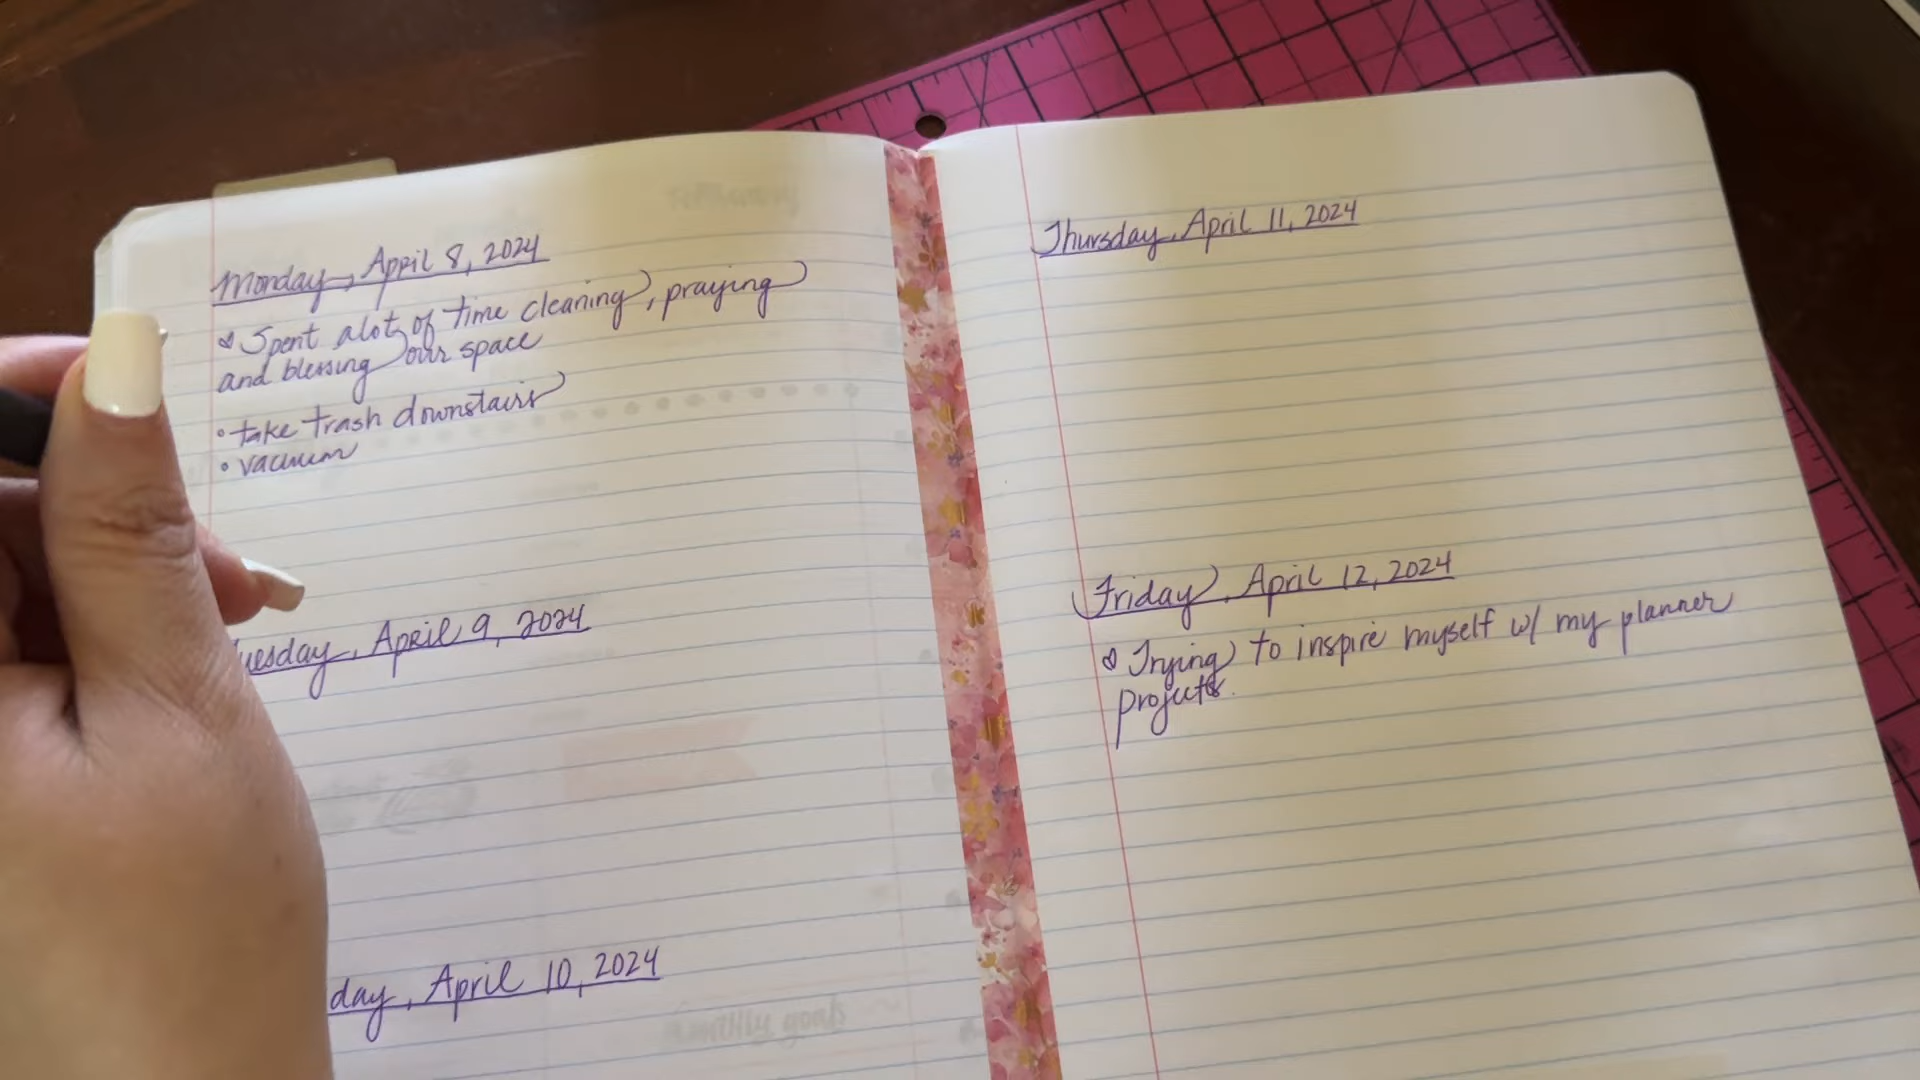 Monday, April 8, 2024
Spent alot of time cleaning, praying
and blessing our space
• take trash downstairs
• vacuum
uesday, April 9, 2024
day, April 10, 2024
monthly goals
Thursday, April 11, 2024
Friday, April 12, 2024
Trying to inspire myself w/ my planner
projects.